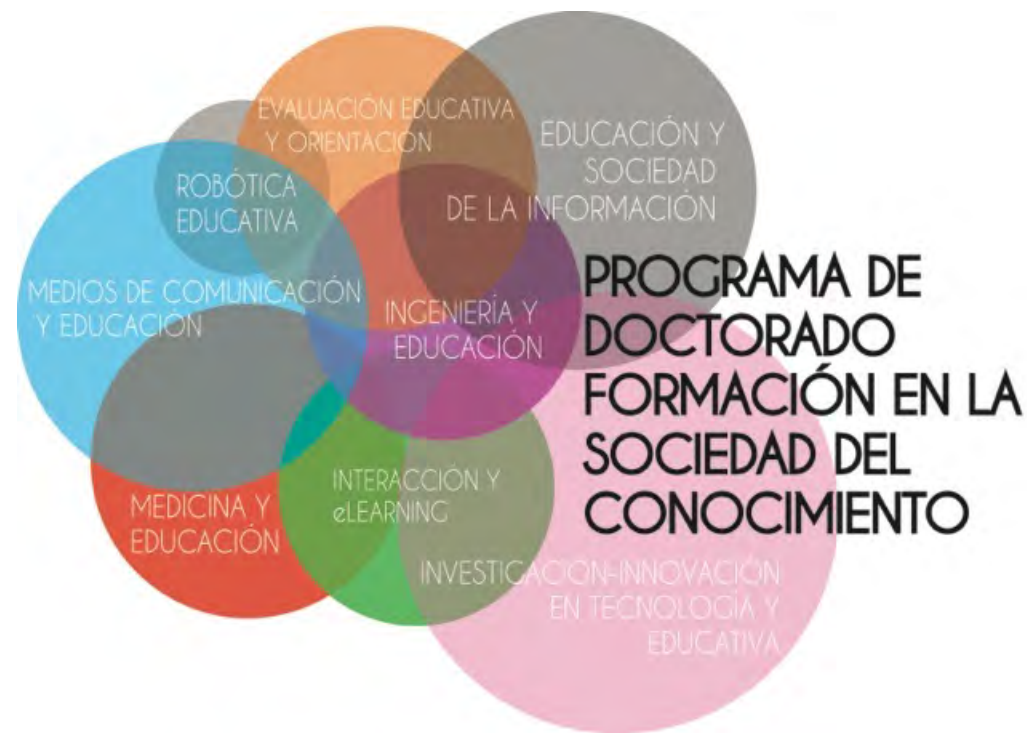 EVALUACIÓN EDUCATIVA
Y ORIENTACION
EDUCACIÓN Y
SOCIEDAD
DE LA INFORMACIÓN
ROBÓTICA
EDUCATIVA
MEDIOS DE COMUNICACIÓN
Y EDUCACIÓN
INGENIERÍA Y
EDUCACIÓN
PROGRAMA DE
DOCTORADO
FORMACIÓN EN LA
SOCIEDAD DEL
CONOCIMIENTO
MEDICINA Y
EDUCACIÓN
INTERACCIÓN Y
eLEARNING
INVESTIGACIÓN-INNOVACIÓN
EN TECNOLOGÍA Y
EDUCATIVA